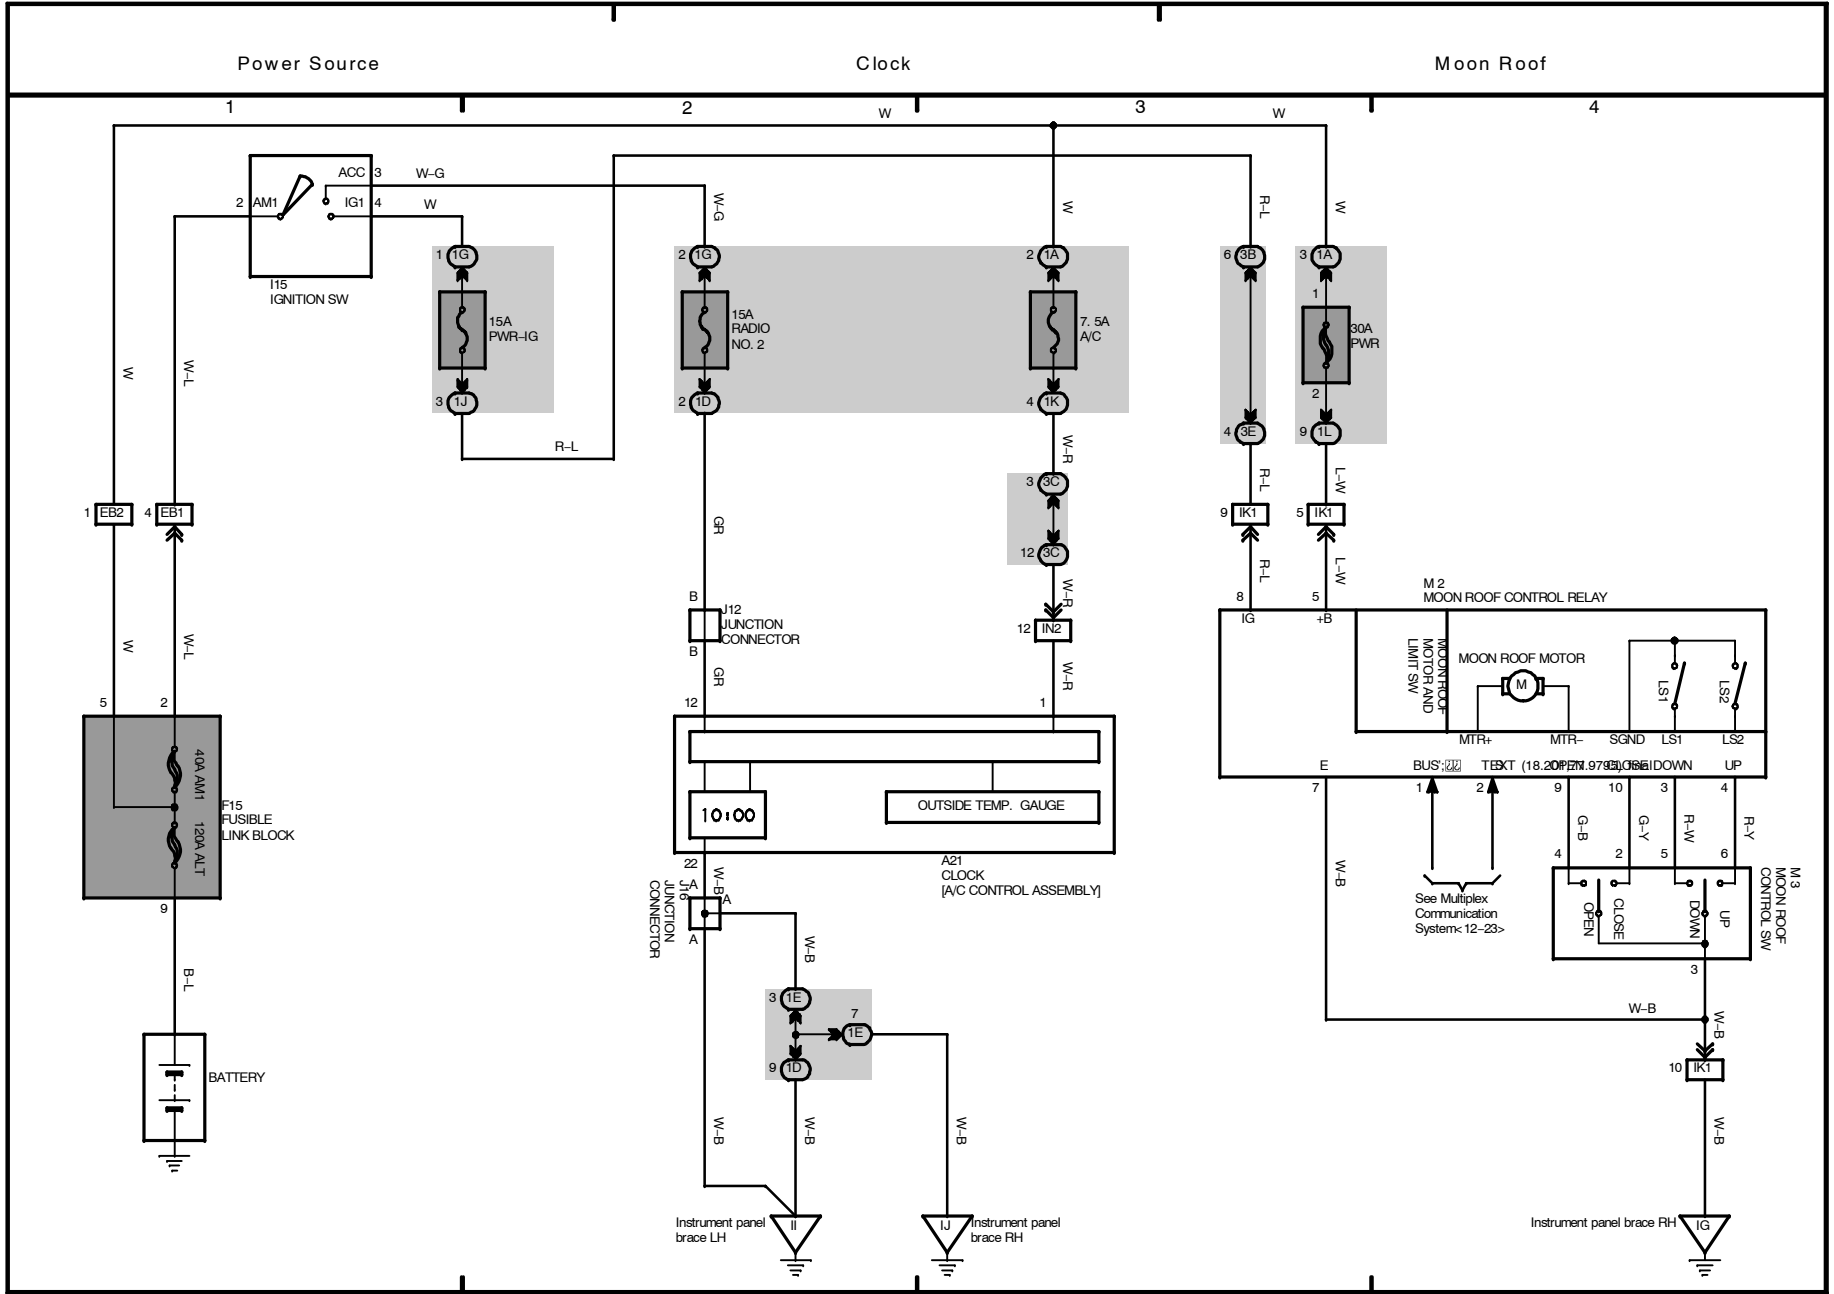 Power Source
Clock
Moon Roof
1
2
3
4
W
W
ACC 3 W-G
2 AM1
IG1 4 W
I15
IGNITION SW
W-G
W
R-L
W
1 1G
2 1G
2 1A
6 3B
3 1A
1
15A
PWR-IG
15A
RADIO
NO. 2
7. 5A
A/C
30A
PWR
2
W
W-L
3 1J
2 1D
4 1K
4 3E
9 1L
R-L
W-R
R-L
L-W
3 3C
1 EB2
4 EB1
GR
9 IK1
5 IK1
12 3C
R-L
L-W
W-R
B
J12
JUNCTION
CONNECTOR
B
12 IN2
8
5
M 2
MOON ROOF CONTROL RELAY
IG
+B
W
W-L
GR
W-R
MOON ROOF
MOTOR AND
LIMIT SW
MOON ROOF MOTOR
M
LS1
LS2
5
2
12
1
MTR+
MTR-
SGND
LS1
LS2
40A AM1
120A ALT
F15
FUSIBLE
LINK BLOCK
10:00
OUTSIDE TEMP. GAUGE
E
BUS
DOWN
UP
7
1
2
9
10
3
4
G-B
G-Y
R-W
R-Y
22
A21
CLOCK
[A/C CONTROL ASSEMBLY]
4
2
5
6
W-B
J16
JUNCTION
CONNECTOR
A
A
A
W-B
See Multiplex
Communication
System<12-23>
OPEN
CLOSE
DOWN
UP
M 3
MOON ROOF
CONTROL SW
9
B-L
W-B
3
3 1E
7
1E
9 1D
W-B
W-B
10 IK1
BATTERY
W-B
W-B
W-B
W-B
Instrument panel
brace LH
II
IJ
Instrument panel
brace RH
Instrument panel brace RH
IG